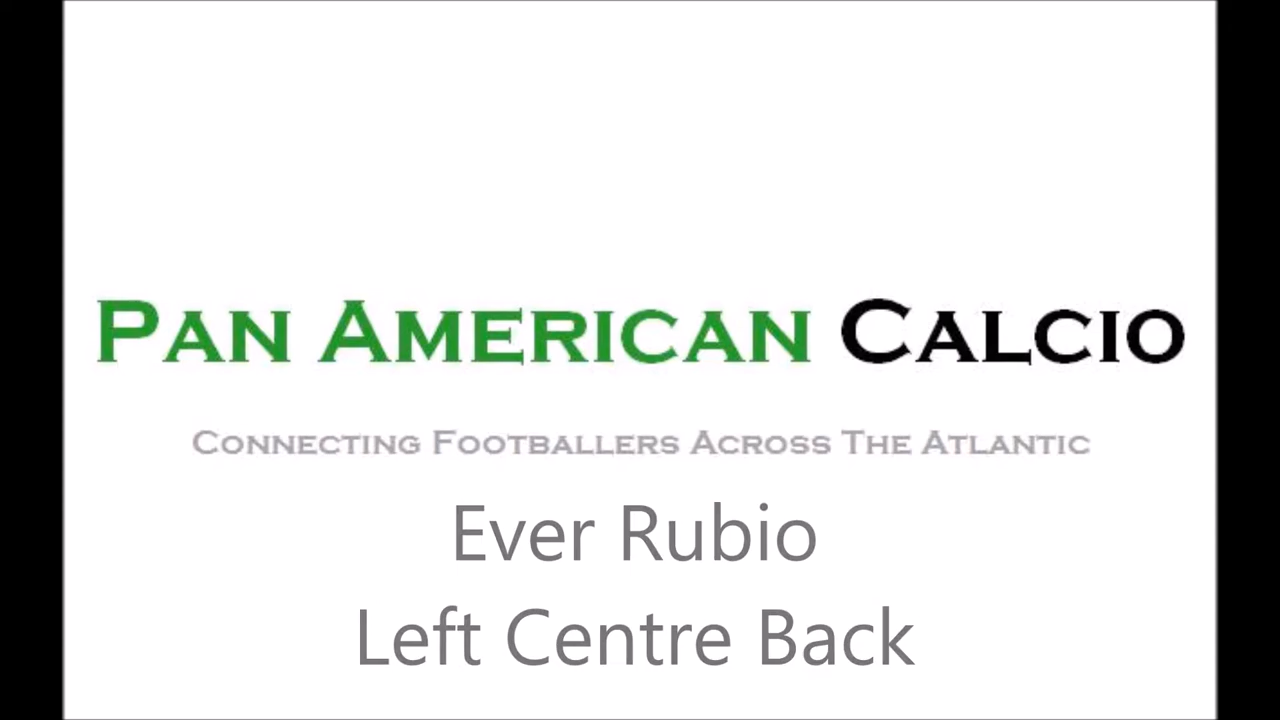 Pan American Calcio
Connecting Footballers Across The Atlantic
Ever Rubio
Left Centre Back